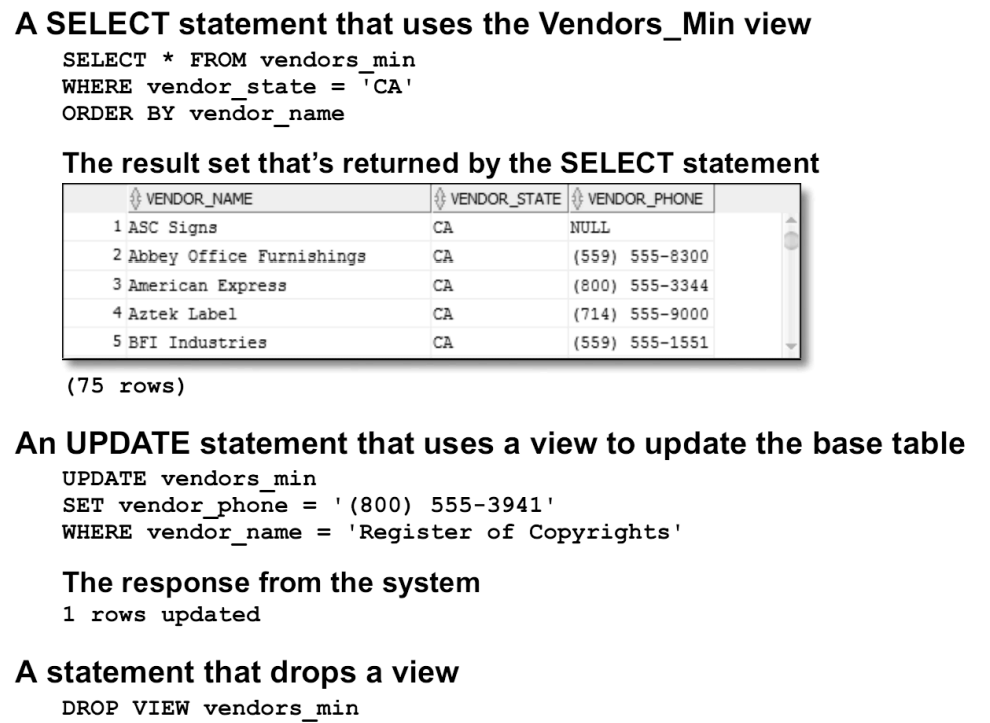 A SELECT statement that uses the Vendors_Min view
SELECT * FROM vendors_min
WHERE vendor_state = 'CA'
ORDER BY vendor_name
The result set that’s returned by the SELECT statement
VENDOR_NAME VENDOR_STATE VENDOR_PHONE
1 ASC Signs CA NULL
2 Abbey Office Furnishings CA (559) 555-8300
3 American Express CA (800) 555-3344
4 Aztek Label CA (714) 555-9000
5 BFI Industries CA (559) 555-1551
(75 rows)
An UPDATE statement that uses a view to update the base table
UPDATE vendors_min
SET vendor_phone = '(800) 555-3941'
WHERE vendor_name = 'Register of Copyrights'
The response from the system
1 rows updated
A statement that drops a view
DROP VIEW vendors_min